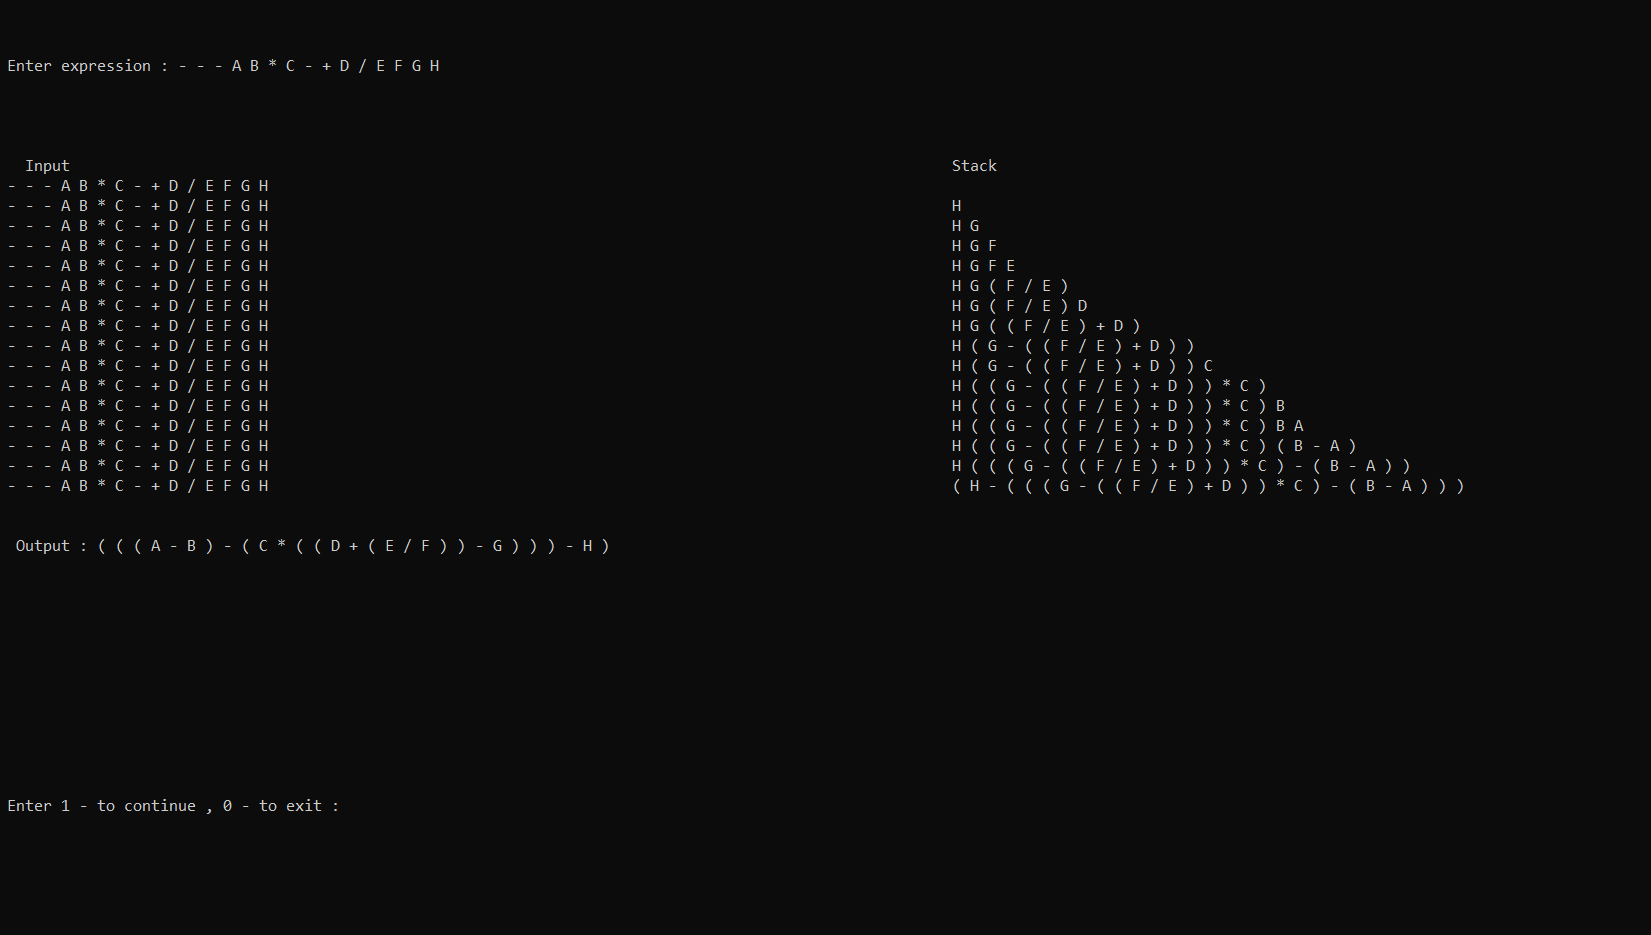 Enter expression : - - - A B * C - + D / E F G H
Input Stack
- - - A B * C - + D / E F G H
- - - A B * C - + D / E F G H H
- - - A B * C - + D / E F G H H G
- - - A B * C - + D / E F G H H G F
- - - A B * C - + D / E F G H H G F E
- - - A B * C - + D / E F G H H G ( F / E )
- - - A B * C - + D / E F G H H G ( F / E ) D
- - - A B * C - + D / E F G H H G ( ( F / E ) + D )
- - - A B * C - + D / E F G H H ( G - ( ( F / E ) + D ) )
- - - A B * C - + D / E F G H H ( G - ( ( F / E ) + D ) ) C
- - - A B * C - + D / E F G H H ( ( G - ( ( F / E ) + D ) ) * C )
- - - A B * C - + D / E F G H H ( ( G - ( ( F / E ) + D ) ) * C ) B
- - - A B * C - + D / E F G H H ( ( G - ( ( F / E ) + D ) ) * C ) B A
- - - A B * C - + D / E F G H H ( ( G - ( ( F / E ) + D ) ) * C ) ( B - A )
- - - A B * C - + D / E F G H H ( ( ( G - ( ( F / E ) + D ) ) * C ) - ( B - A ) )
- - - A B * C - + D / E F G H ( H - ( ( ( G - ( ( F / E ) + D ) ) * C ) - ( B - A ) ) )
Output : ( ( ( A - B ) - ( C * ( ( D + ( E / F ) ) - G ) ) ) - H )
Enter 1 - to continue , 0 - to exit :